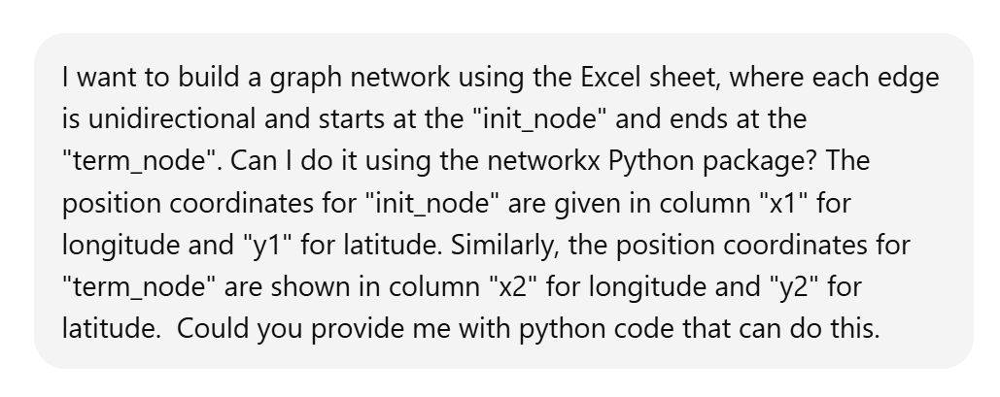 I want to build a graph network using the Excel sheet, where each edge
is unidirectional and starts at the "init_node" and ends at the
"term_node". Can I do it using the networkx Python package? The
position coordinates for "init_node" are given in column "x1" for
longitude and "y1" for latitude. Similarly, the position coordinates for
"term_node" are shown in column "x2" for longitude and "y2" for
latitude.  Could you provide me with python code that can do this.